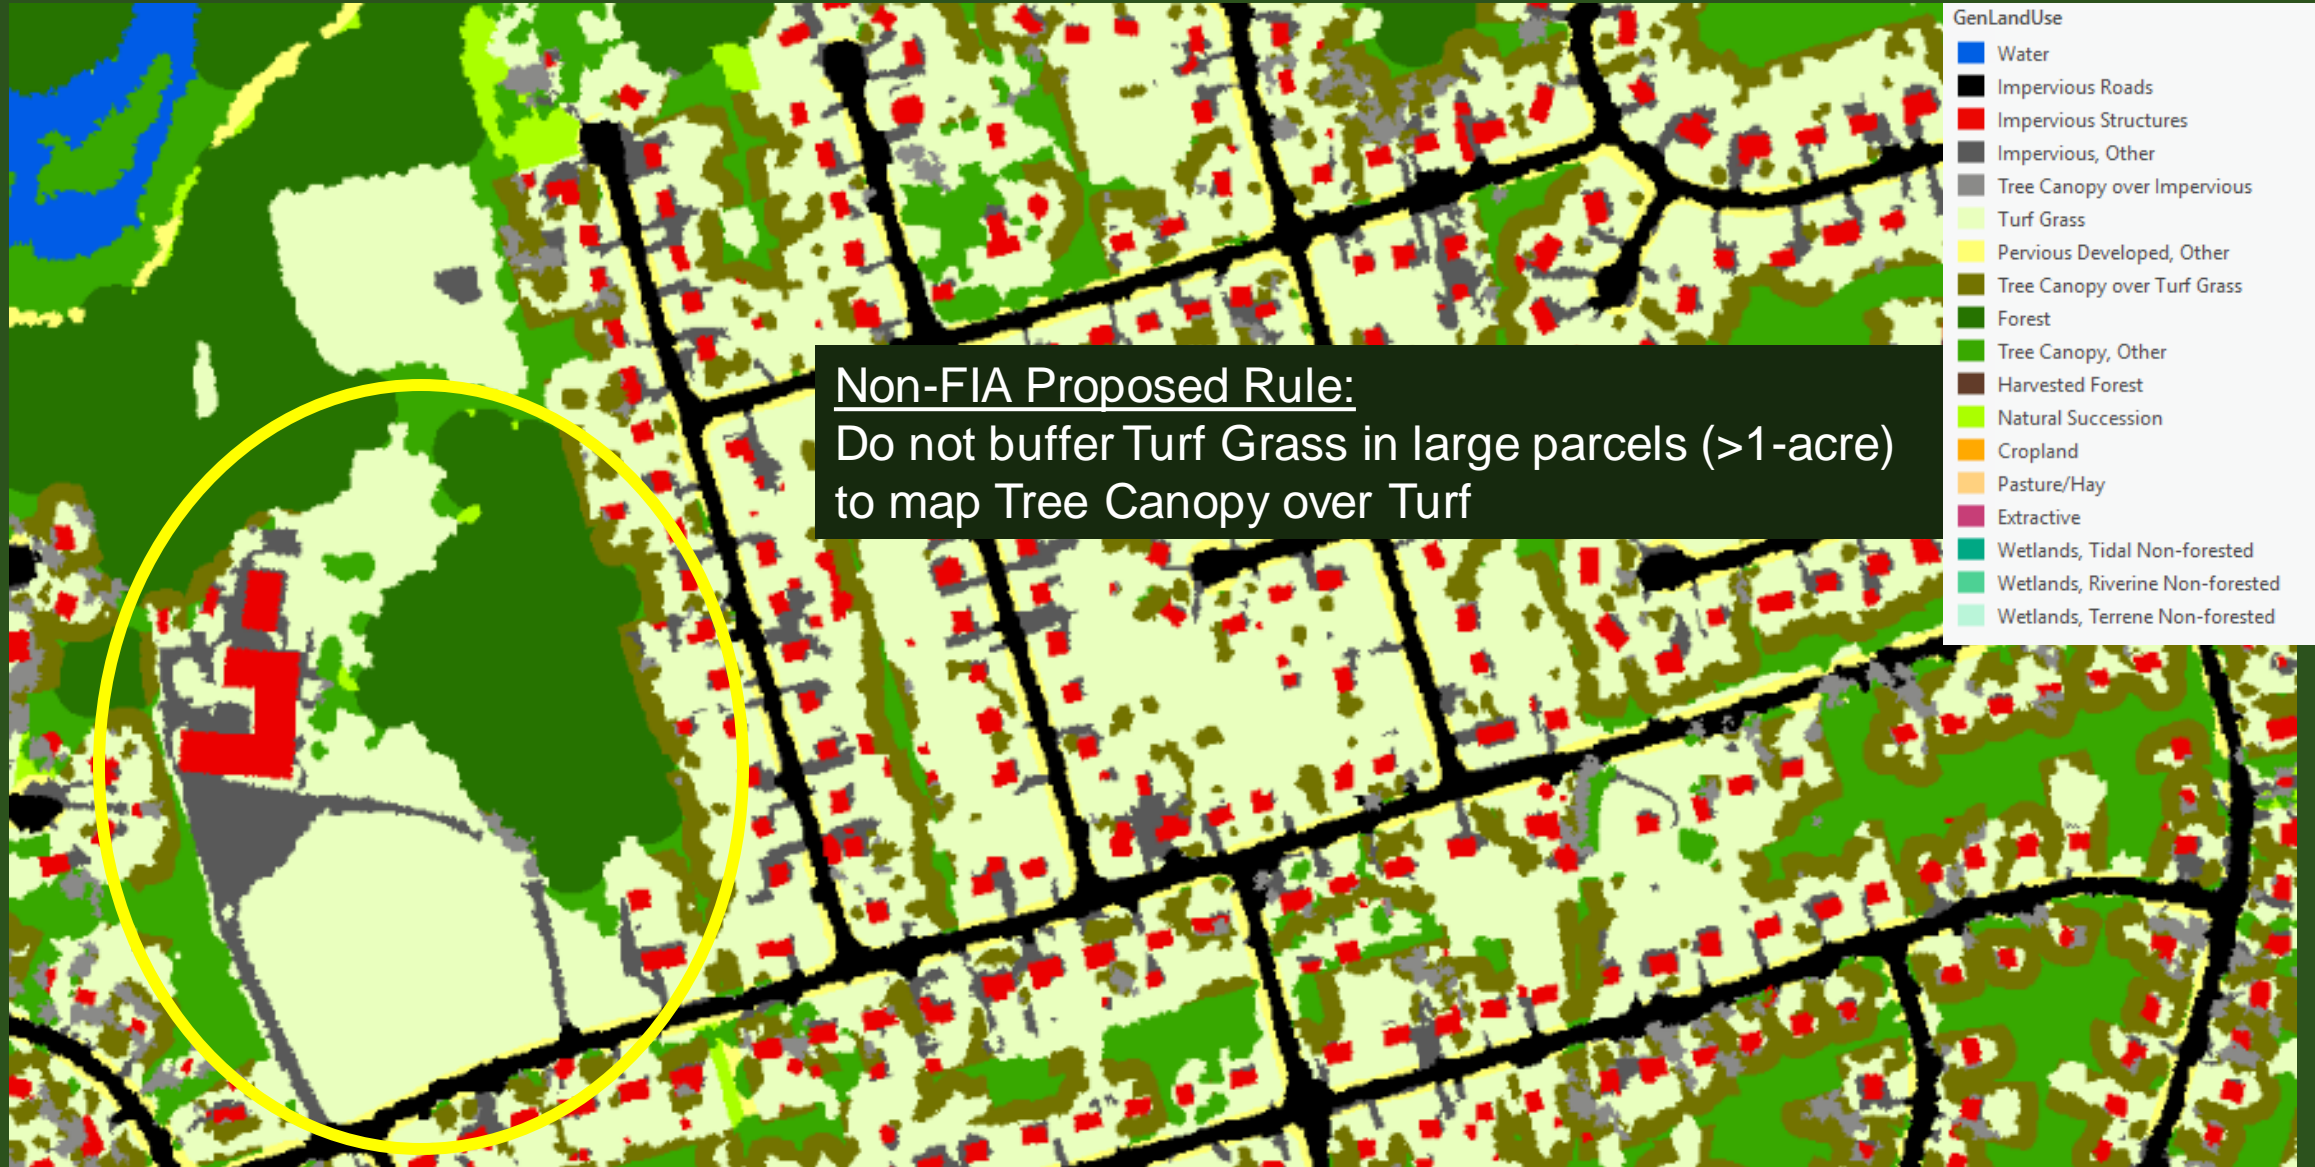 GenLandUse
Water
Impervious Roads
Impervious Structures
Impervious, Other
Tree Canopy over Impervious
Turf Grass
Pervious Developed, Other
Tree Canopy over Turf Grass
Forest
Tree Canopy, Other
Harvested Forest
Natural Succession
Cropland
Pasture/Hay
Extractive
Wetlands, Tidal Non-forested
Wetlands, Riverine Non-forested
Wetlands, Terrene Non-forested
Non-FIA Proposed Rule:
Do not buffer Turf Grass in large parcels (>1-acre)
to map Tree Canopy over Turf